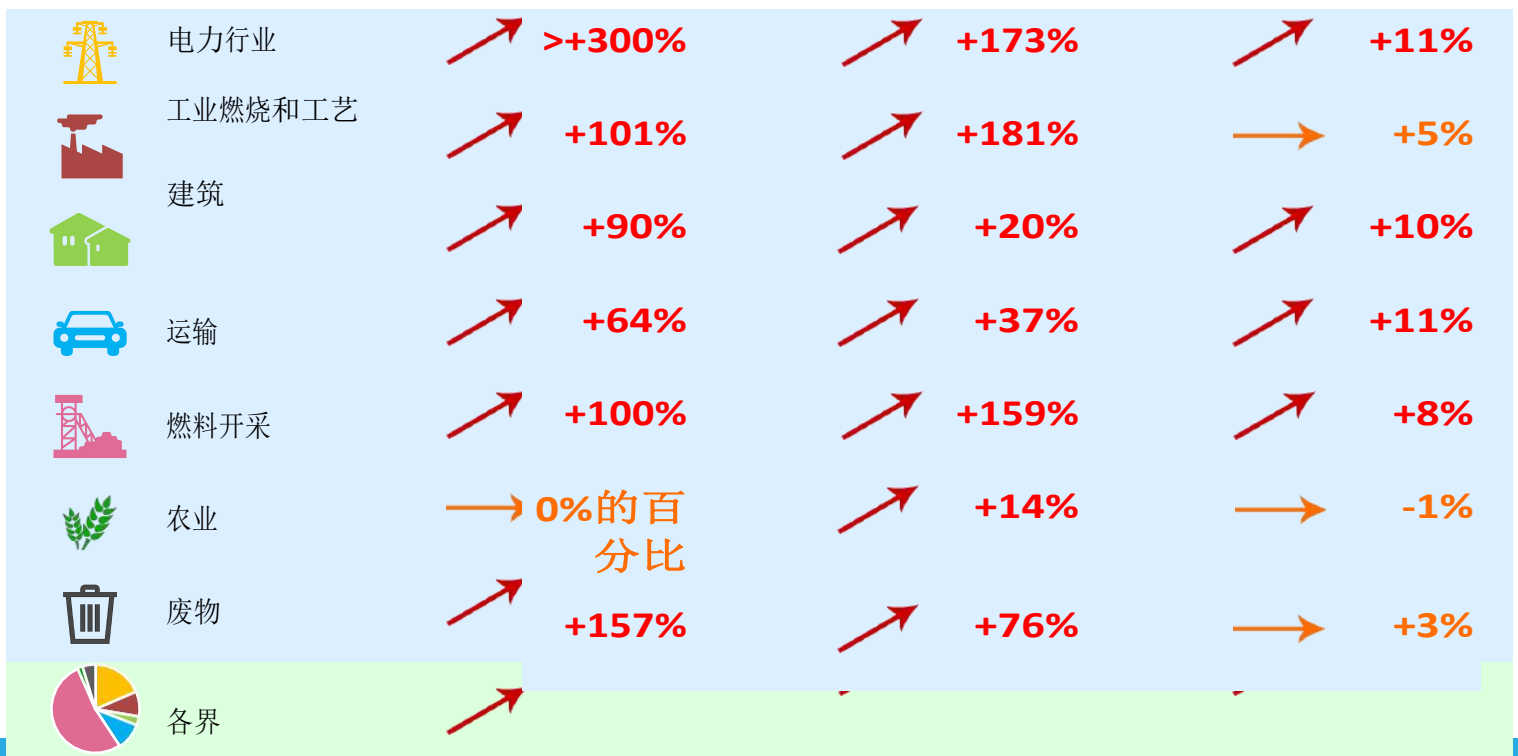 电力行业 >+300% +173% +11%
工业燃烧和工艺 +101% +181% +5%
建筑 +90% +20% +10%
运输 +64% +37% +11%
燃料开采 +100% +159% +8%
农业 0%的百 +14% -1%
分比
废物 +157% +76% +3%
各界